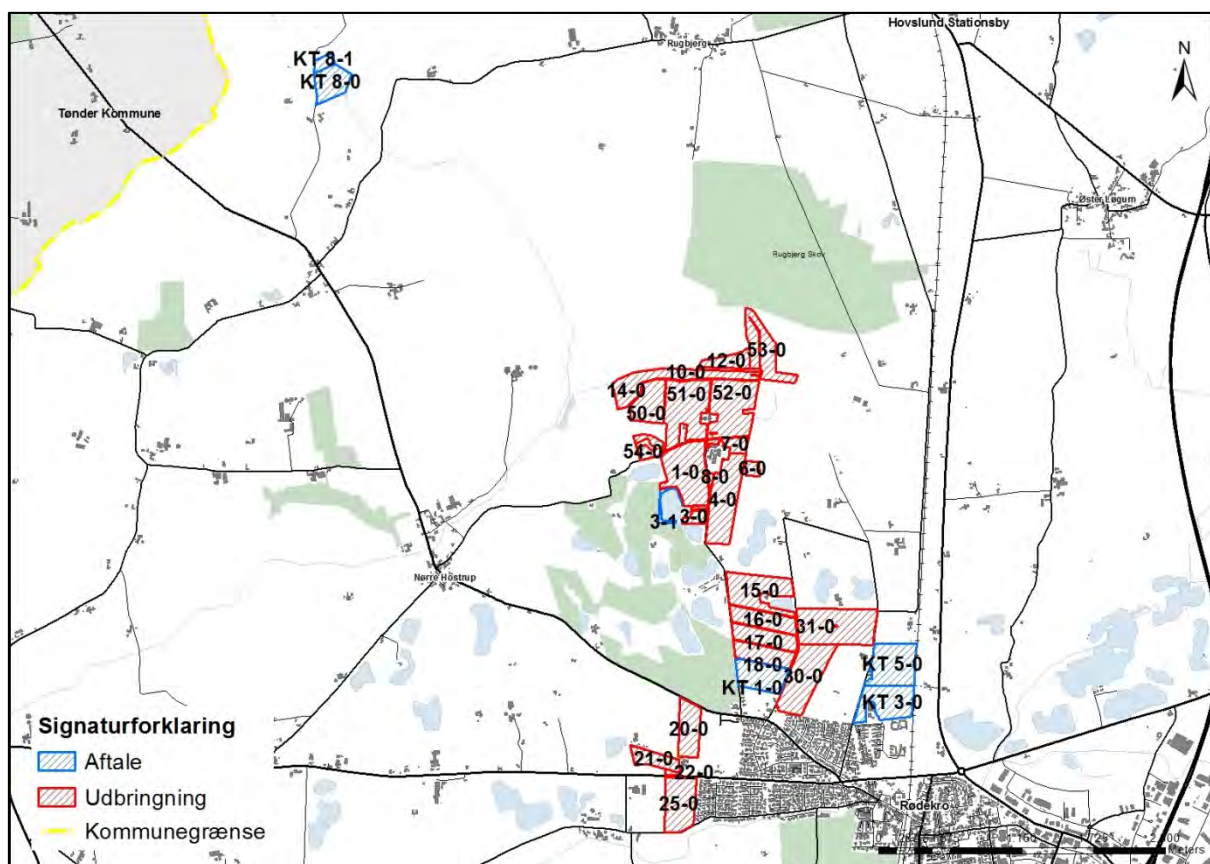 Hovslund Stationsby
Rugbjerg
N
KT 8-1
KT 8-0
Tønder Kommune
Øster Løgum
Rugbjerg Skov
53-0
12-0
10-0
14-0
51-0
52-0
50-0
7-0
54-0
1-0
6-0
8-0
4-0
3-0
3-1
Nørre Hostrup
15-0
16-0
31-0
17-0
18-0
KT 5-0
30-0
KT 1-0
KT 3-0
20-0
21-0
22-0
25-0
Rødekro
Signaturforklaring
Aftale
Udbringning
Kommunegrænse
Meters